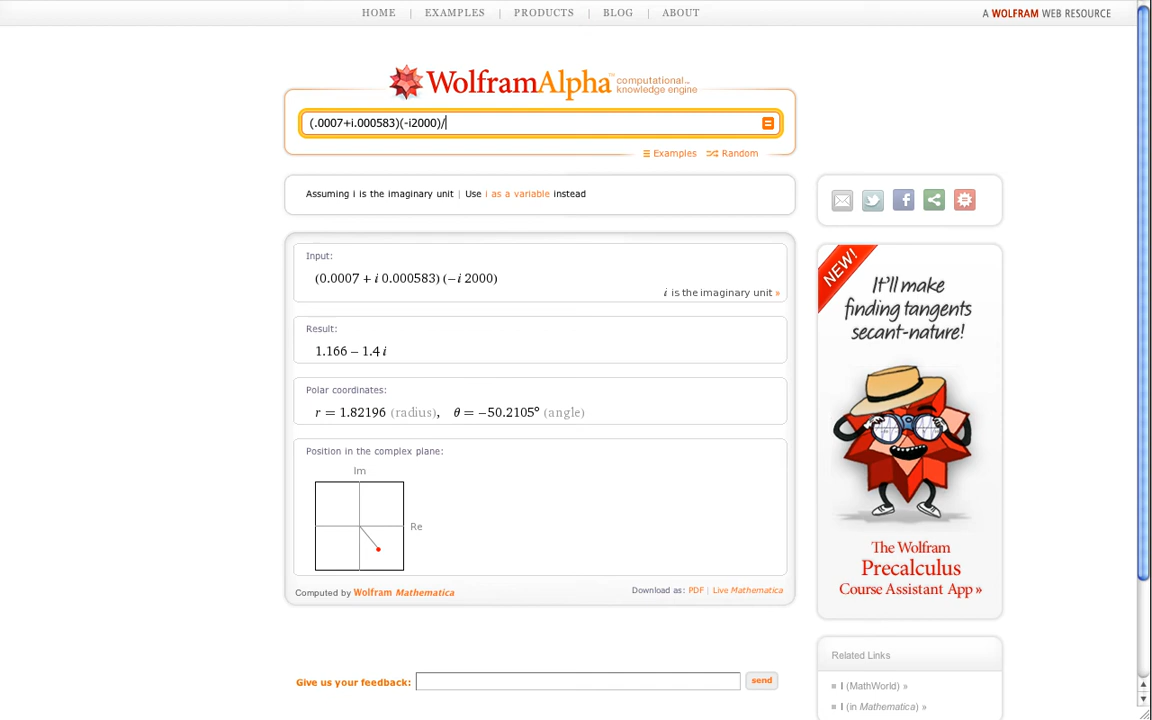 HOME | EXAMPLES | PRODUCTS | BLOG | ABOUT
A WOLFRAM WEB RESOURCE
WolframAlpha™ computational..
knowledge engine
(.0007+i.000583)(-i2000)/
Examples Random
Assuming i is the imaginary unit | Use i as a variable instead
Input:
(0.0007 + i 0.000583) (−i 2000)
i is the imaginary unit »
Result:
1.166 − 1.4 i
Polar coordinates:
r = 1.82196 (radius), θ = −50.2105° (angle)
Position in the complex plane:
Im
Re
Computed by Wolfram Mathematica
Download as: PDF | Live Mathematica
Give us your feedback:
send
NEW!
It'll make
finding tangents
secant-nature!
The Wolfram
Precalculus
Course Assistant App »
Related Links
I (MathWorld) »
I (in Mathematica) »